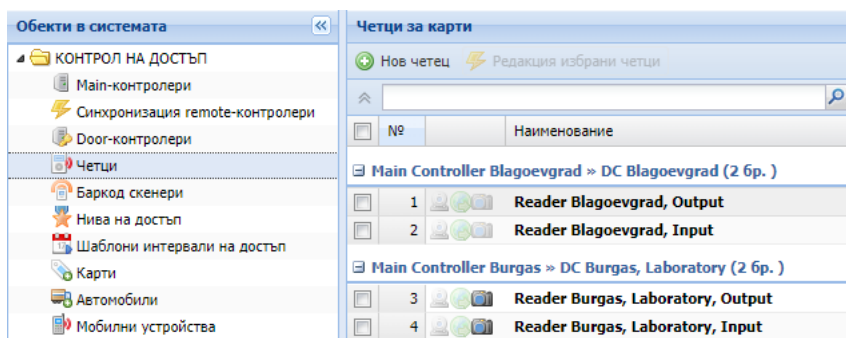 Обекти в системата
КОНТРОЛ НА ДОСТЪП
Main-контролери
Синхронизация remote-контролери
Door-контролери
Четци
Баркод скенери
Нива на достъп
Шаблони интервали на достъп
Карти
Автомобили
Мобилни устройства
Четци за карти
Нов четец Редакция избрани четци
№ Наименование
Main Controller Blagoevgrad » DC Blagoevgrad (2 бр. )
1 Reader Blagoevgrad, Output
2 Reader Blagoevgrad, Input
Main Controller Burgas » DC Burgas, Laboratory (2 бр. )
3 Reader Burgas, Laboratory, Output
4 Reader Burgas, Laboratory, Input